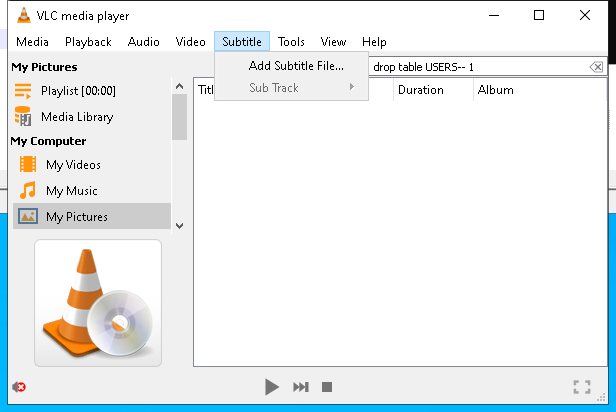 VLC media player
Media Playback Audio Video Subtitle Tools View Help
My Pictures
Add Subtitle File...
drop table USERS-- 1
Playlist [00:00]
Sub Track
Duration
Album
Media Library
My Computer
My Videos
My Music
My Pictures